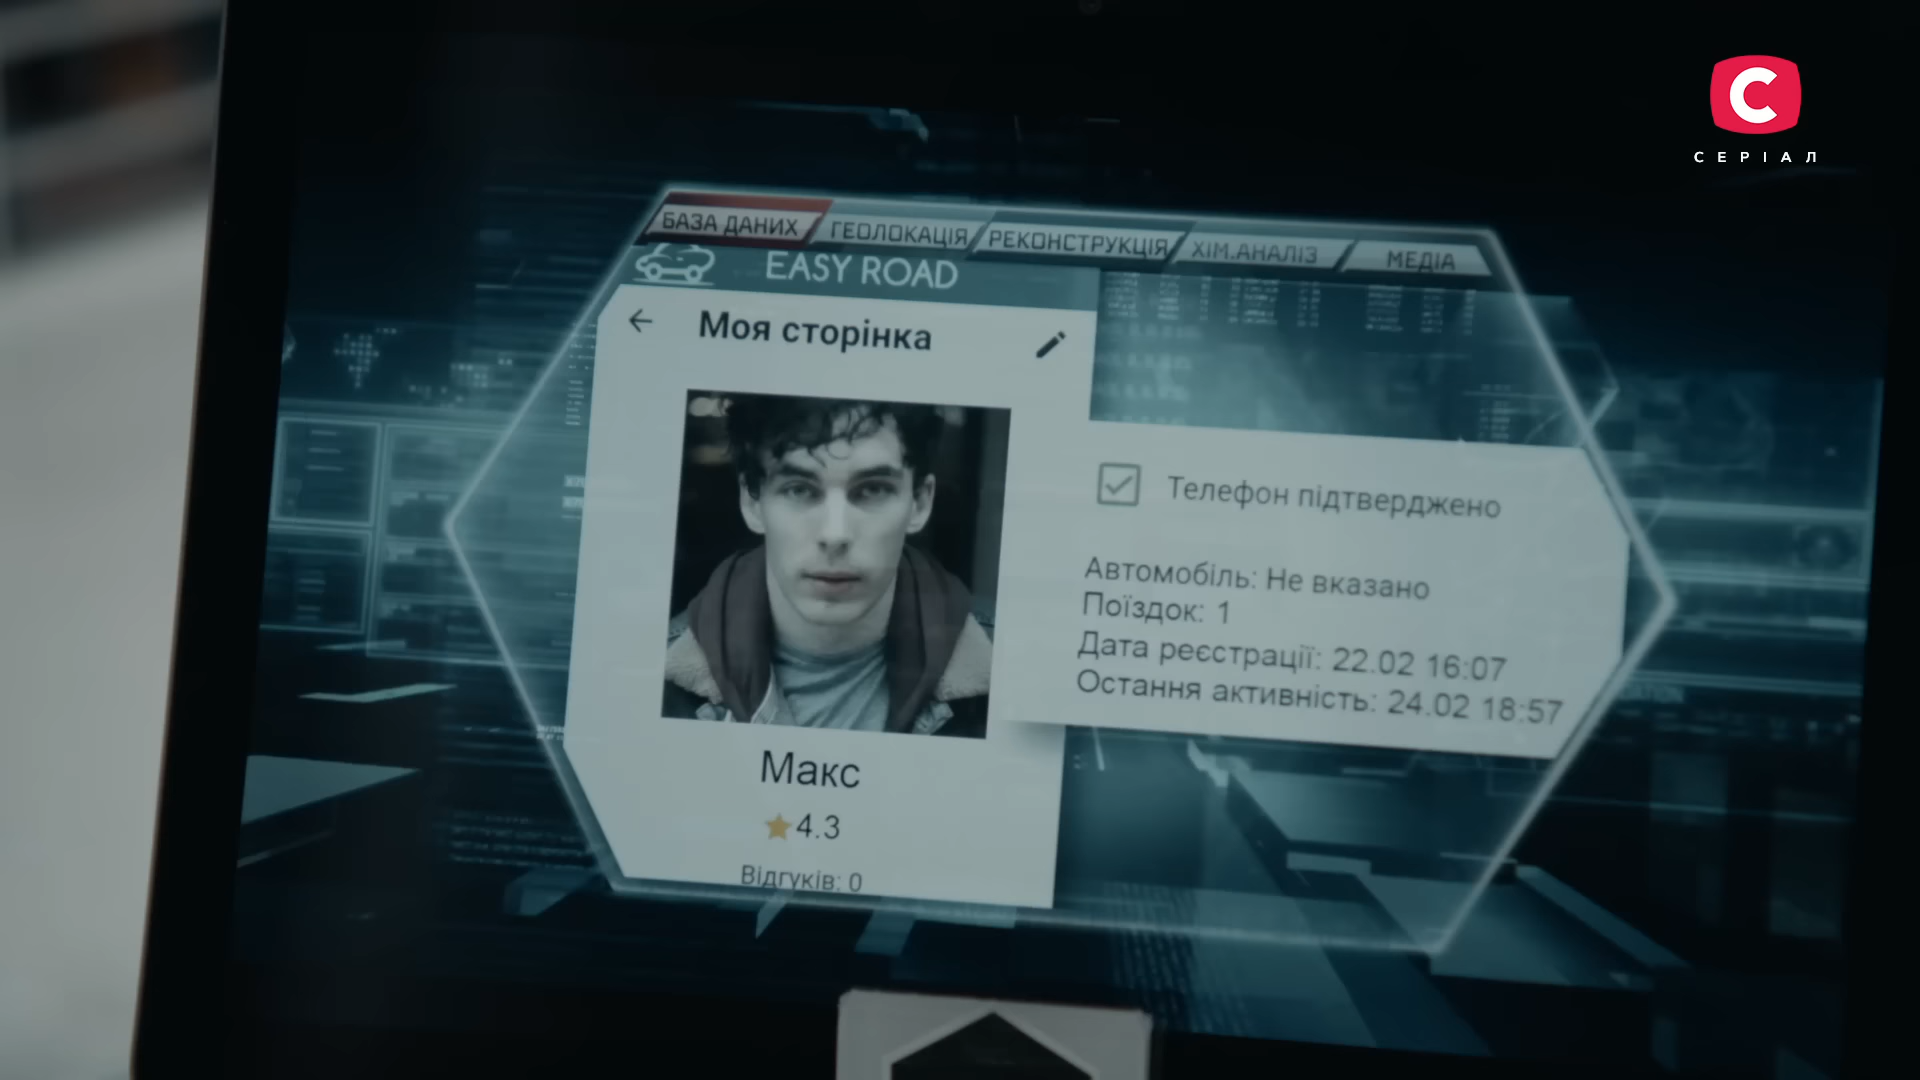 С
СЕРІАЛ
БАЗА ДАНИХ
ГЕОЛОКАЦІЯ
РЕКОНСТРУКЦІЯ
ХІМ.АНАЛІЗ
МЕДІА
EASY ROAD
Моя сторінка
Телефон підтверджено
Автомобіль: Не вказано
Поїздок: 1
Дата реєстрації: 22.02 16:07
Остання активність: 24.02 18:57
Макс
4.3
Відгуків: 0